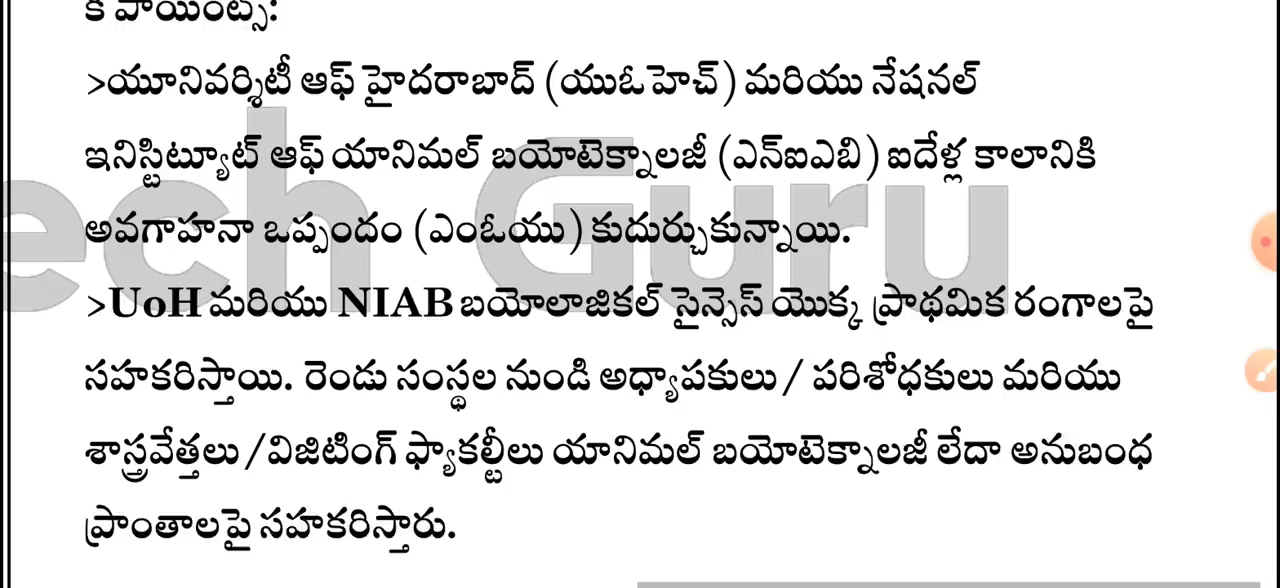 కీ పాయింట్స్:
>యూనివర్శిటీ ఆఫ్ హైదరాబాద్ (యుఓహెచ్) మరియు నేషనల్
ఇనిస్టిట్యూట్ ఆఫ్ యానిమల్ బయోటెక్నాలజీ (ఎన్ఐఎబి) ఐదేళ్ల కాలానికి
అవగాహనా ఒప్పందం (ఎంఓయు) కుదుర్చుకున్నాయి.
>UoH మరియు NIAB బయోలాజికల్ సైన్సెస్ యొక్క ప్రాథమిక రంగాలపై
సహకరిస్తాయి. రెండు సంస్థల నుండి అధ్యాపకులు / పరిశోధకులు మరియు
శాస్త్రవేత్తలు /విజిటింగ్ ఫ్యాకల్టీలు యానిమల్ బయోటెక్నాలజీ లేదా అనుబంధ
ప్రాంతాలపై సహకరిస్తారు.
ech Guru